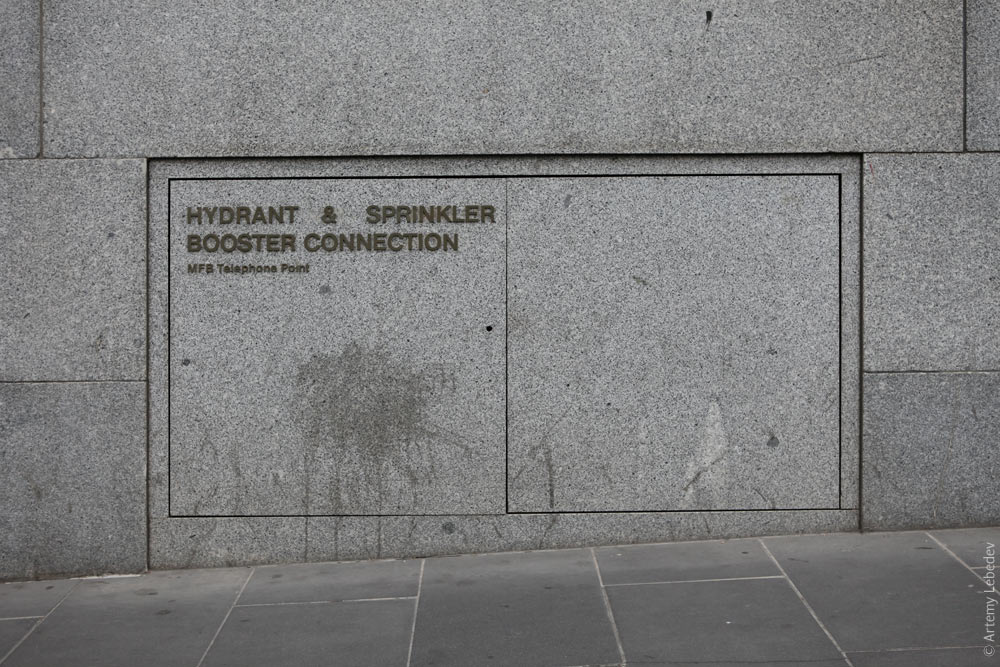 HYDRANT & SPRINKLER
BOOSTER CONNECTION
MFB Telephone Point
© Artemy Lebedev